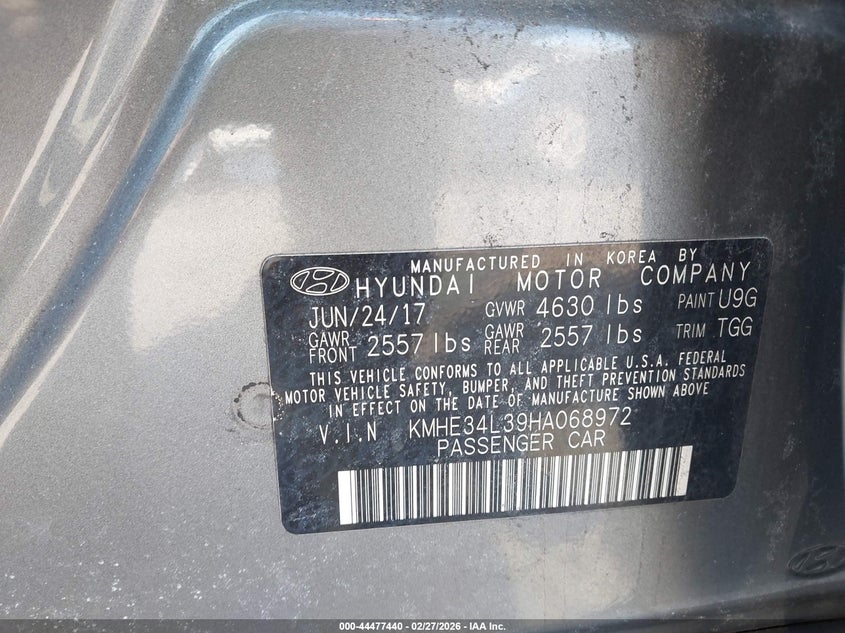 MANUFACTURED IN KOREA BY
HYUNDAI MOTOR COMPANY
JUN/24/17 GVWR 4630 lbs PAINT U9G
GAWR FRONT 2557 lbs GAWR REAR 2557 lbs TRIM TGG
THIS VEHICLE CONFORMS TO ALL APPLICABLE U.S.A. FEDERAL
MOTOR VEHICLE SAFETY, BUMPER, AND THEFT PREVENTION STANDARDS
IN EFFECT ON THE DATE OF MANUFACTURE SHOWN ABOVE
V.I.N KMHE34L39HA068972
PASSENGER CAR
000-44477440 - 02/27/2026 - IAA Inc.